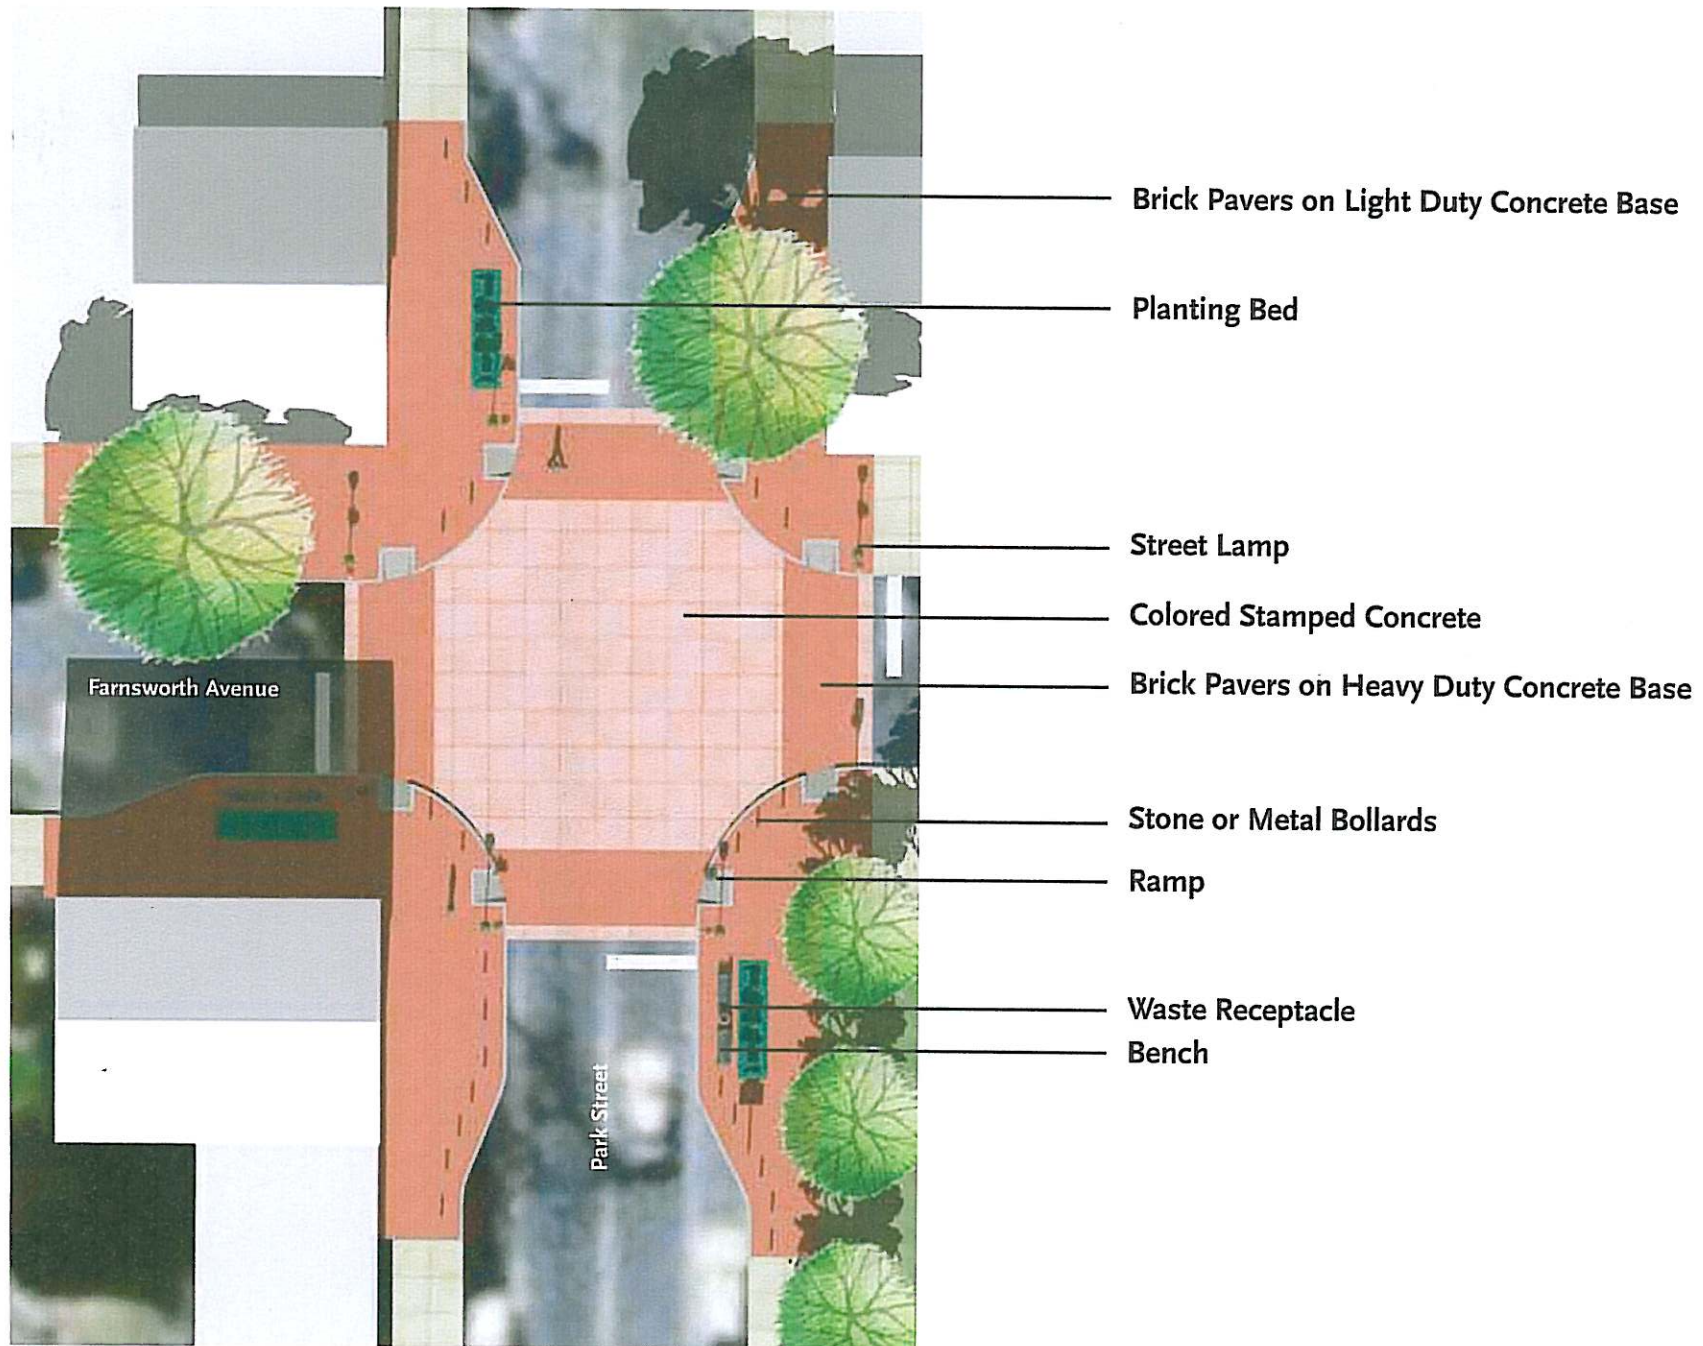 Brick Pavers on Light Duty Concrete Base
Planting Bed
Street Lamp
Colored Stamped Concrete
Brick Pavers on Heavy Duty Concrete Base
Farnsworth Avenue
Stone or Metal Bollards
Ramp
Waste Receptacle
Bench
Park Street